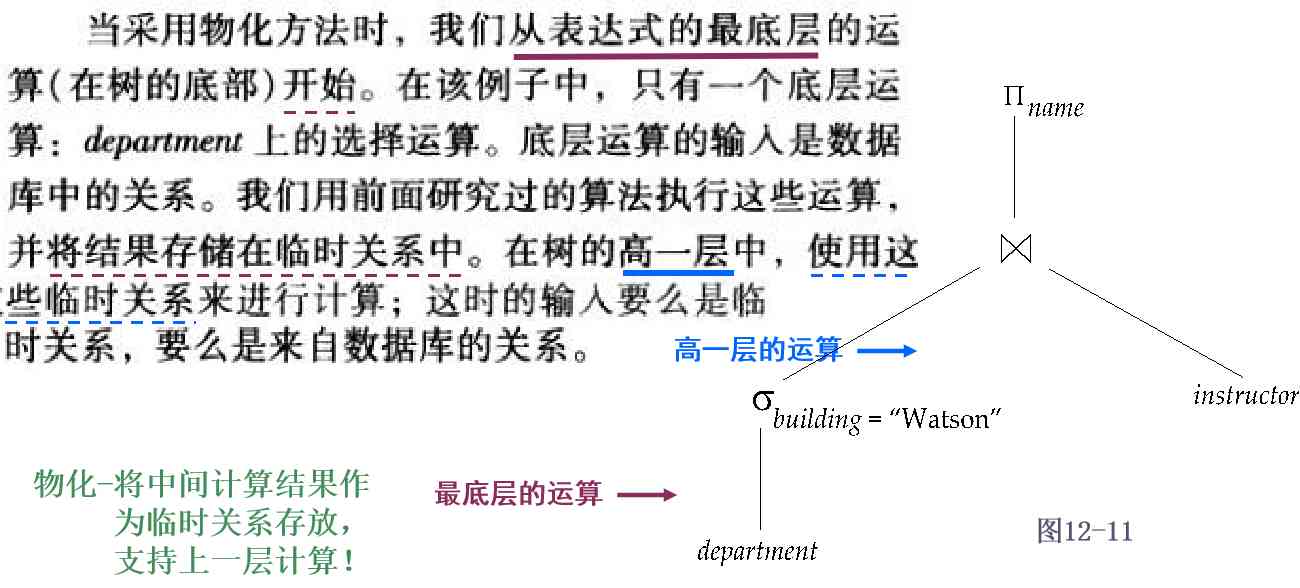 当采用物化方法时，我们从表达式的最底层的运
算(在树的底部)开始。在该例子中，只有一个底层运
算：department 上的选择运算。底层运算的输入是数据
库中的关系。我们用前面研究过的算法执行这些运算，
并将结果存储在临时关系中。在树的高一层中，使用这
些临时关系来进行计算；这时的输入要么是临
时关系，要么是来自数据库的关系。
Π name
⋈
高一层的运算
σ building = “Watson”
instructor
物化-将中间计算结果作
为临时关系存放，
支持上一层计算！
最底层的运算
department
图12-11